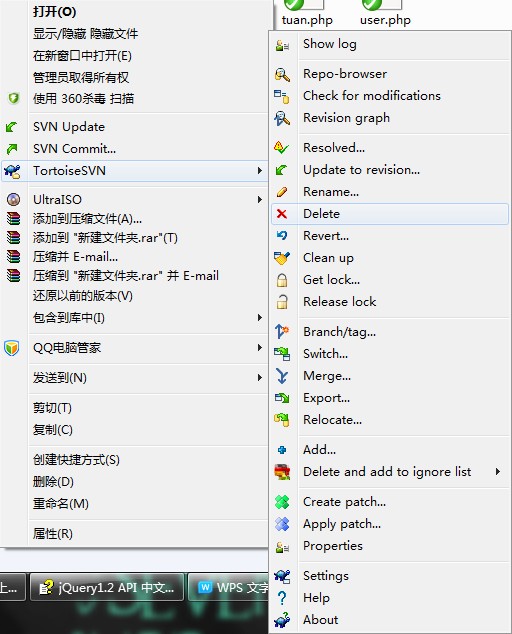 tuan.php
user.php
打开(O)
显示/隐藏 隐藏文件
在新窗口中打开(E)
管理员取得所有权
使用 360杀毒 扫描
SVN Update
SVN Commit...
TortoiseSVN
UltraISO
添加到压缩文件(A)...
添加到 "新建文件夹.rar"(T)
压缩并 E-mail...
压缩到 "新建文件夹.rar" 并 E-mail
还原以前的版本(V)
包含到库中(I)
QQ电脑管家
发送到(N)
剪切(T)
复制(C)
创建快捷方式(S)
删除(D)
重命名(M)
属性(R)
Show log
Repo-browser
Check for modifications
Revision graph
Resolved...
Update to revision...
Rename...
Delete
Revert...
Clean up
Get lock...
Release lock
Branch/tag...
Switch...
Merge...
Export...
Relocate...
Add...
Delete and add to ignore list
Create patch...
Apply patch...
Properties
Settings
Help
About
上...
jQuery1.2 API 中文...
WPS 文字